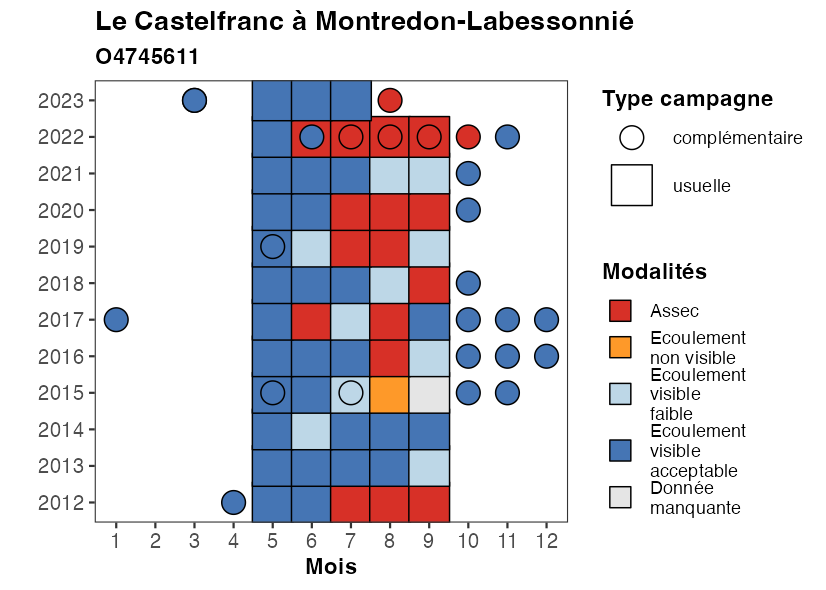 Le Castelfranc à Montredon-Labessonnié
O4745611
2023
2022
2021
2020
2019
2018
2017
2016
2015
2014
2013
2012
1 2 3 4 5 6 7 8 9 10 11 12
Mois
Type campagne
complémentaire
usuelle
Modalités
Assec
Ecoulement
non visible
Ecoulement
visible
faible
Ecoulement
visible
acceptable
Donnée
manquante